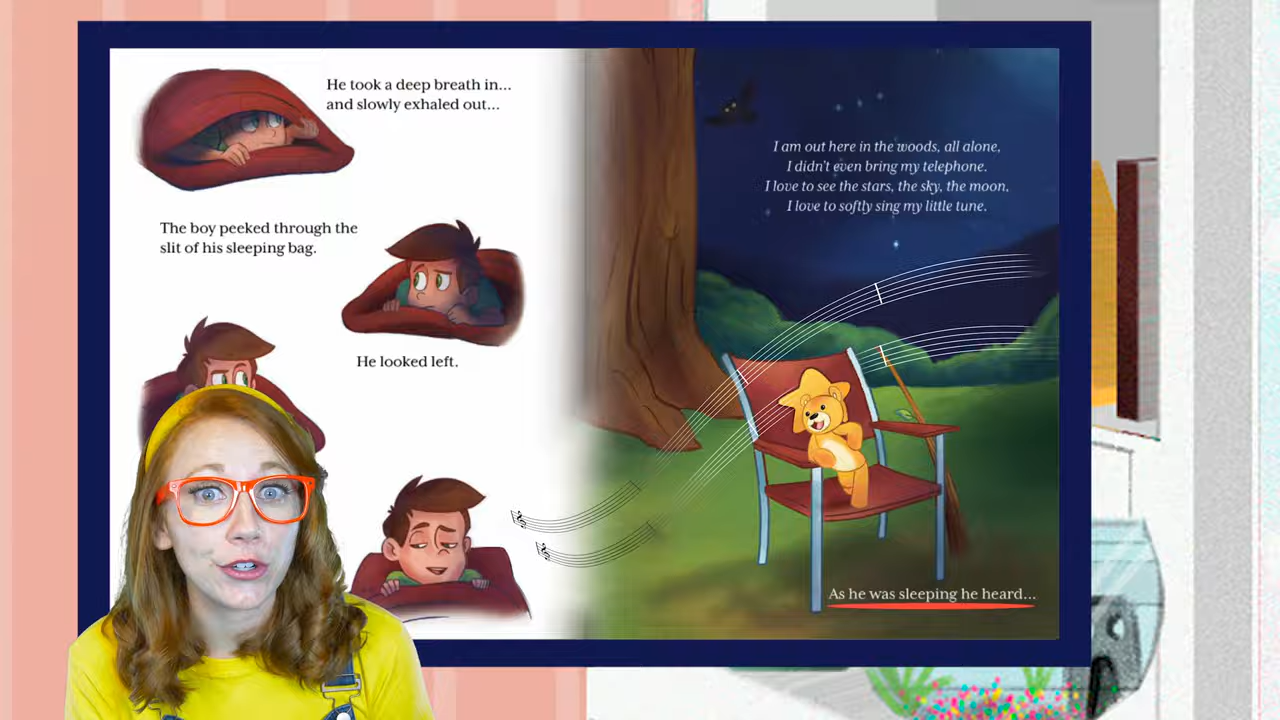 He took a deep breath in...
and slowly exhaled out...
The boy peeked through the
slit of his sleeping bag.
He looked left.
I am out here in the woods, all alone,
I didn't even bring my telephone.
I love to see the stars, the sky, the moon,
I love to softly sing my little tune.
As he was sleeping he heard...